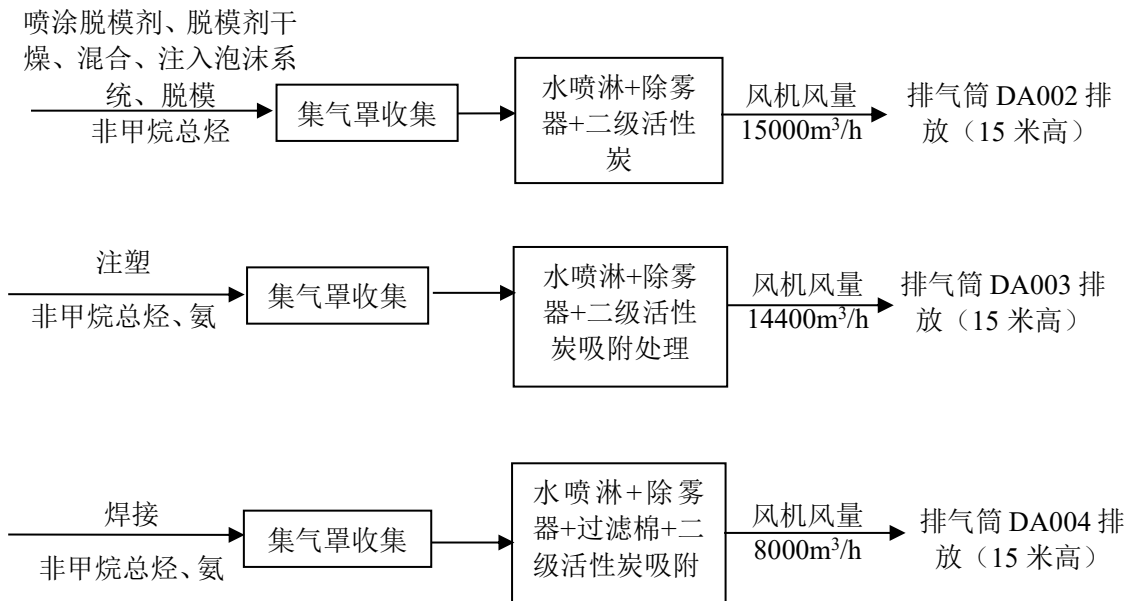 喷涂脱模剂、脱模剂干
燥、混合、注入泡沫系
统、脱模
非甲烷总烃
集气罩收集
水喷淋+除雾
器+二级活性
炭
风机风量
15000m³/h
排气筒 DA002 排
放（15 米高）
注塑
非甲烷总烃、氨
集气罩收集
水喷淋+除雾
器+二级活性
炭吸附处理
风机风量
14400m³/h
排气筒 DA003 排
放（15 米高）
焊接
非甲烷总烃、氨
集气罩收集
水喷淋+除雾
器+过滤棉+二
级活性炭吸附
风机风量
8000m³/h
排气筒 DA004 排
放（15 米高）